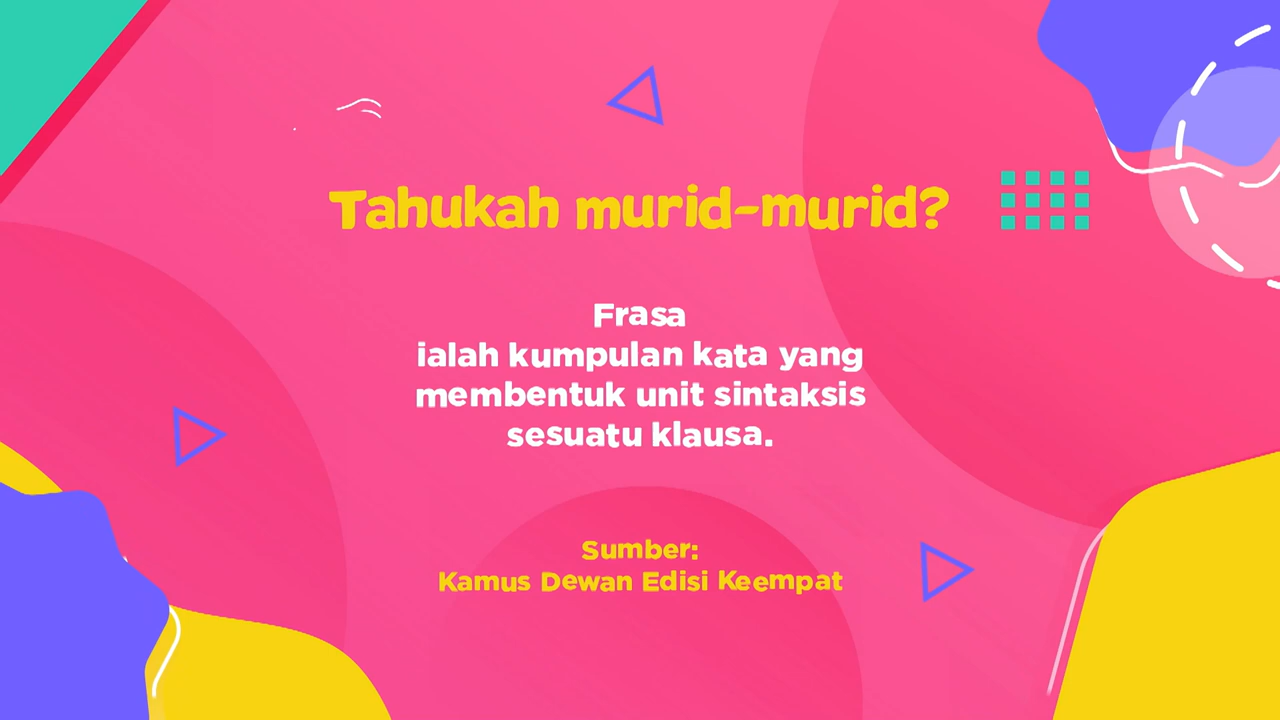 Tahukah murid-murid?
Frasa
ialah kumpulan kata yang
membentuk unit sintaksis
sesuatu klausa.
Sumber:
Kamus Dewan Edisi Keempat